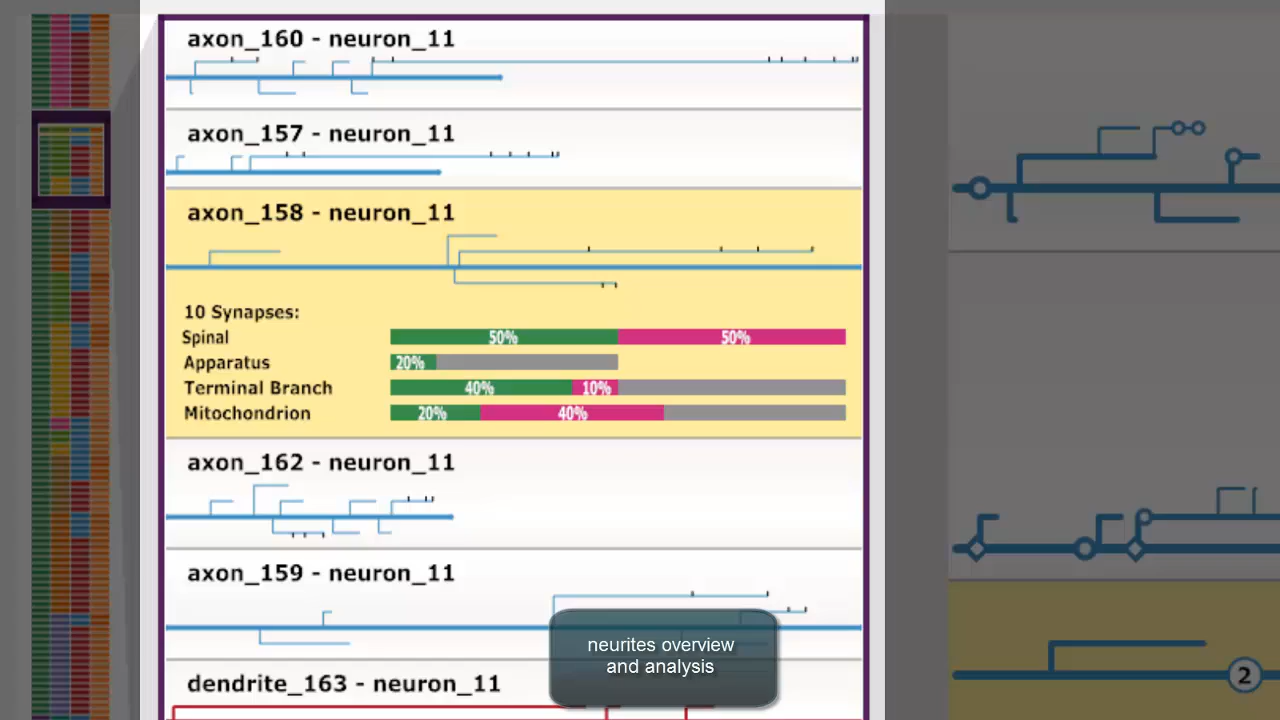 axon_160 - neuron_11
axon_157 - neuron_11
axon_158 - neuron_11
10 Synapses:
Spinal 50% 50%
Apparatus 20%
Terminal Branch 40% 10%
Mitochondrion 20% 40%
axon_162 - neuron_11
axon_159 - neuron_11
neurites overview
and analysis
2
dendrite_163 - neuron_11